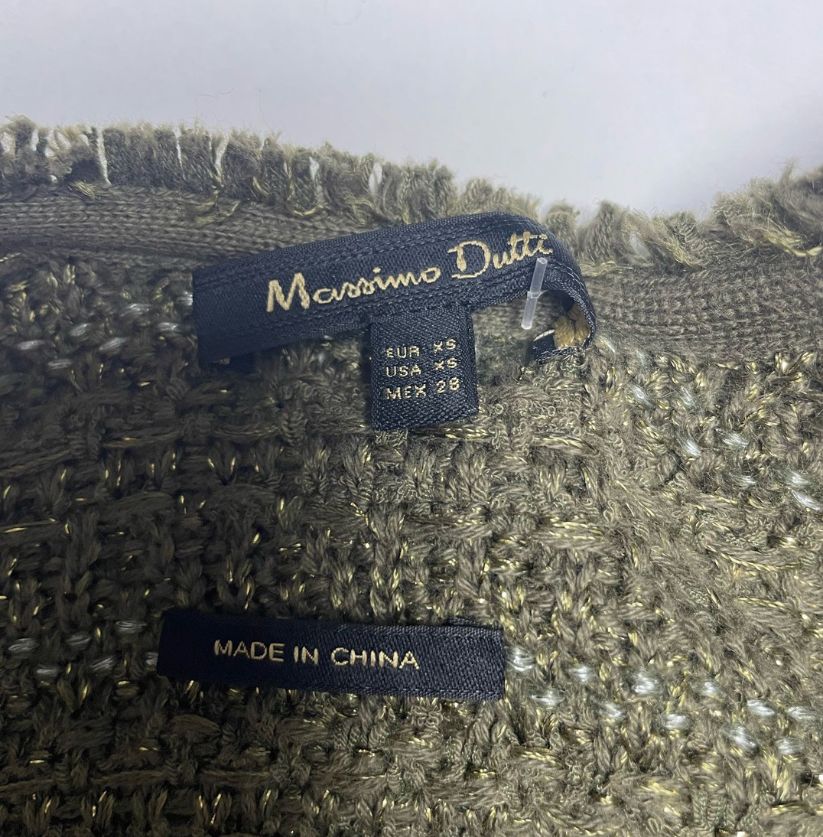 Massimo Dutti
EUR XS
USA XS
MEX 28
MADE IN CHINA